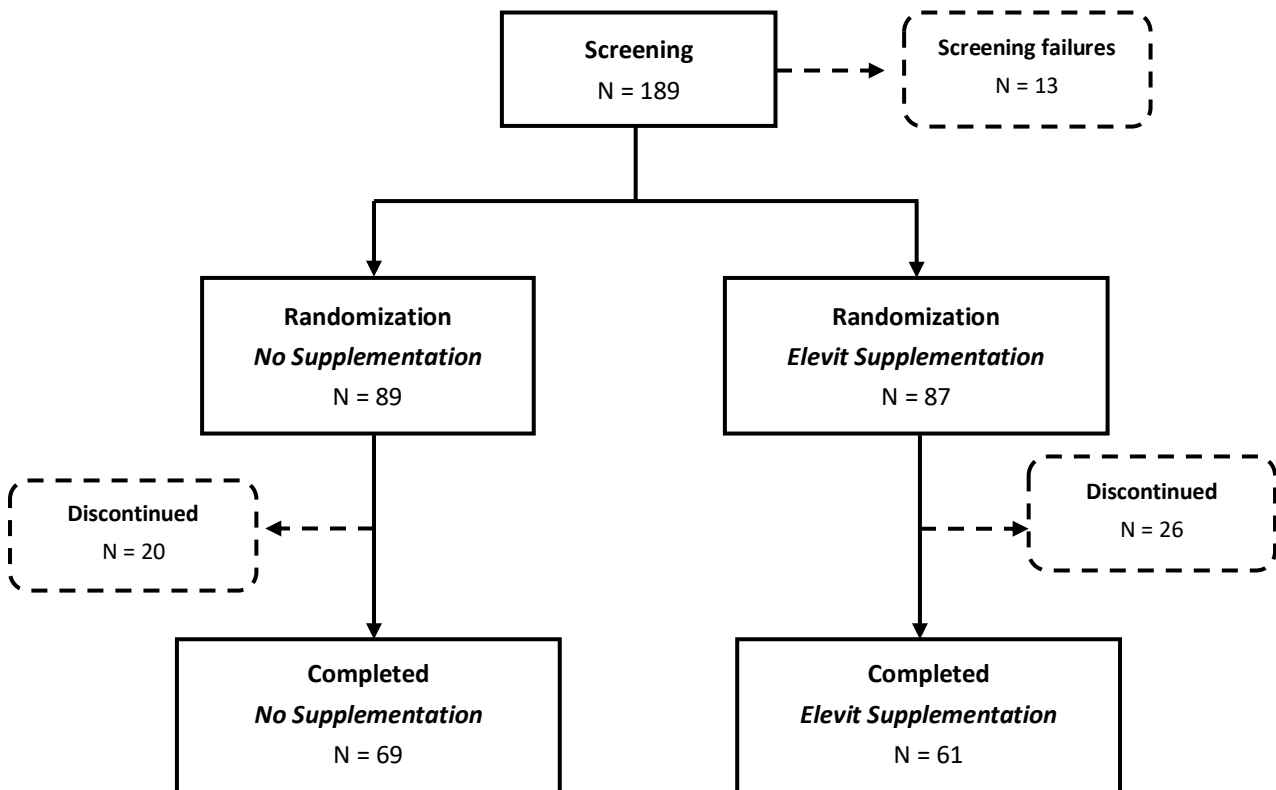 Screening
N = 189
Screening failures
N = 13
Randomization
No Supplementation
N = 89
Randomization
Elevit Supplementation
N = 87
Discontinued
N = 20
Discontinued
N = 26
Completed
No Supplementation
N = 69
Completed
Elevit Supplementation
N = 61